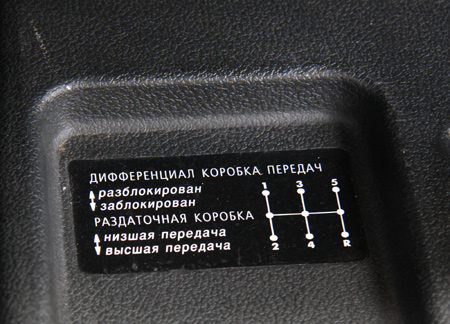 ДИФФЕРЕНЦИАЛ КОРОБКА ПЕРЕДАЧ
разблокирован
заблокирован
РАЗДАТОЧНАЯ КОРОБКА
низшая передача
высшая передача
1 3 5
2 4 R